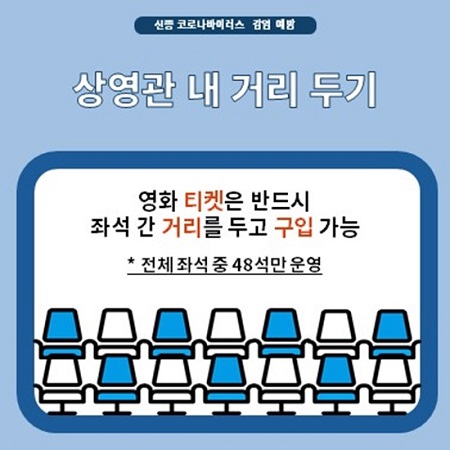 신종 코로나바이러스 감염 예방
상영관 내 거리 두기
영화 티켓은 반드시
좌석 간 거리를 두고 구입 가능
* 전체 좌석 중 48석만 운영